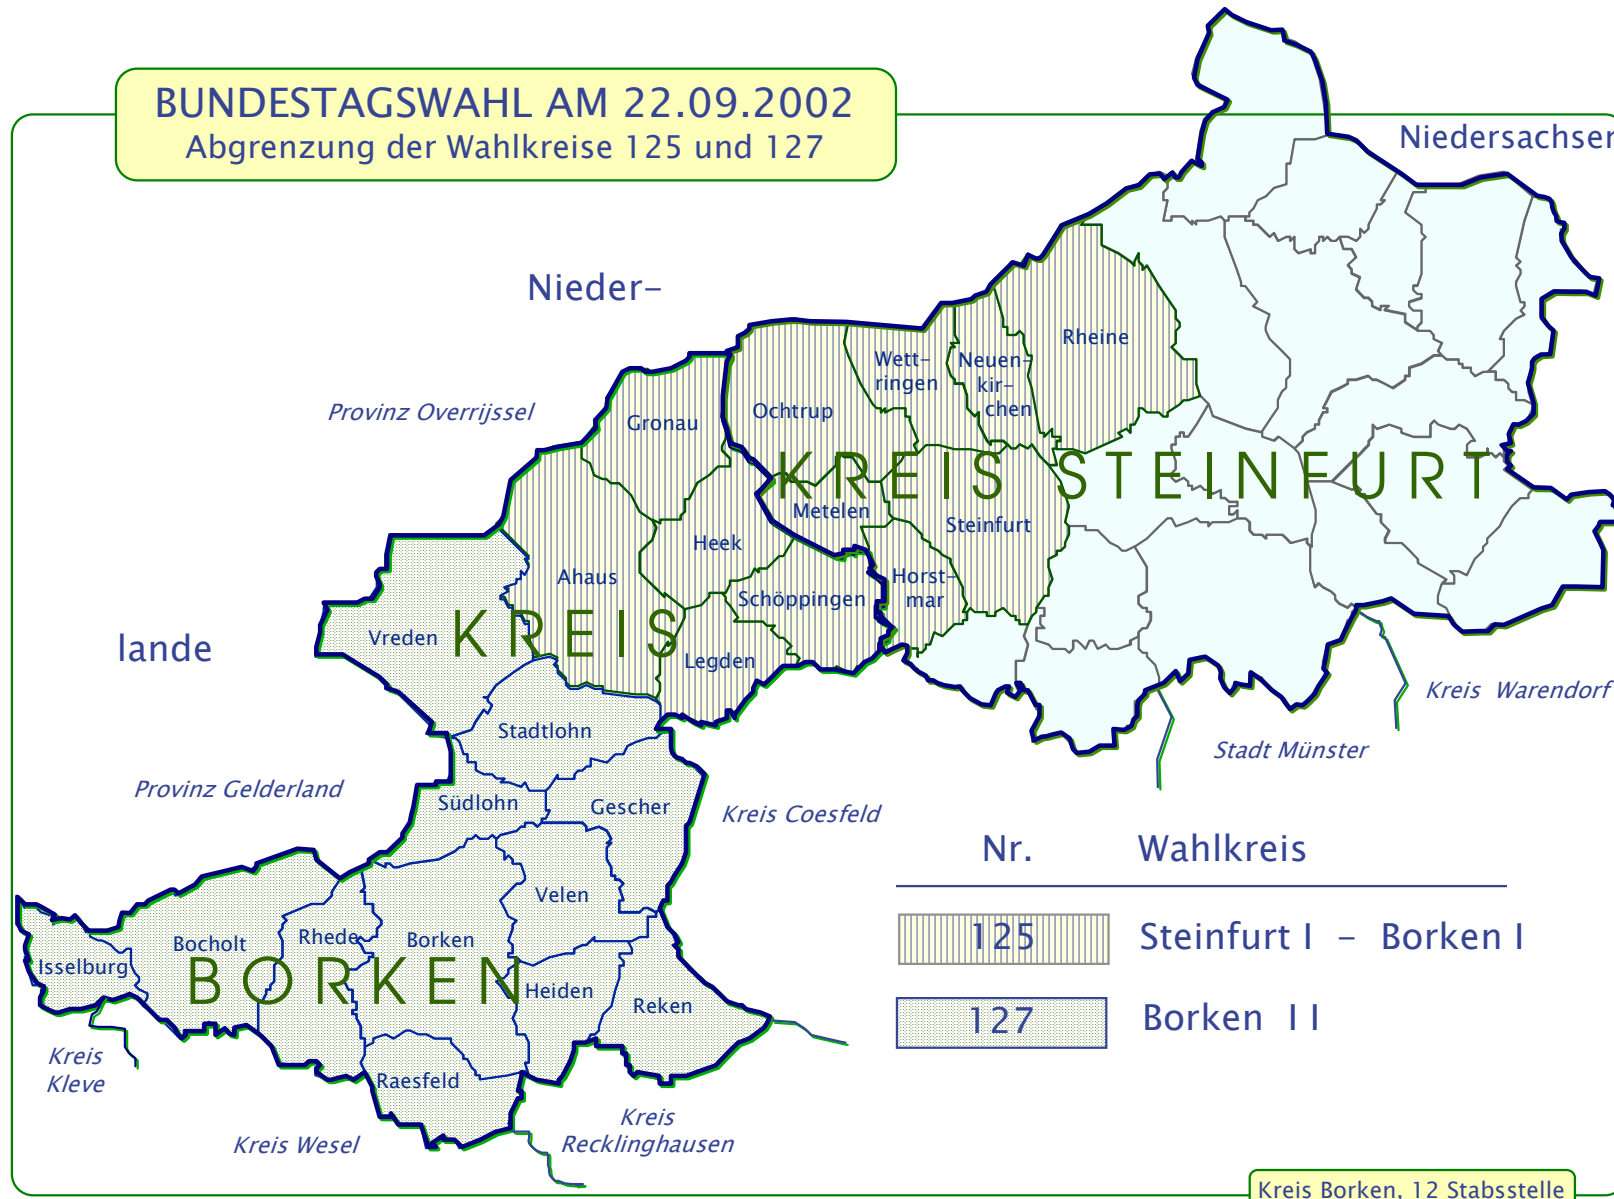 BUNDESTAGSWAHL AM 22.09.2002
Abgrenzung der Wahlkreise 125 und 127
Niedersachsen
Nieder-
lande
Provinz Overrijssel
Provinz Gelderland
Rheine
Wett-
ringen
Neuen-
kir-
chen
Ochtrup
Gronau
KREIS STEINFURT
Metelen
Steinfurt
Heek
Ahaus
Horst-
mar
Schöppingen
Vreden
KREIS
Legden
Stadtlohn
Südlohn
Gescher
Velen
Bocholt
Rhede
Borken
Isselburg
BORKEN
Heiden
Reken
Raesfeld
Kreis Warendorf
Stadt Münster
Kreis Coesfeld
Kreis
Kleve
Kreis Wesel
Kreis
Recklinghausen
Nr. Wahlkreis
125 Steinfurt I - Borken I
127 Borken II
Kreis Borken, 12 Stabsstelle